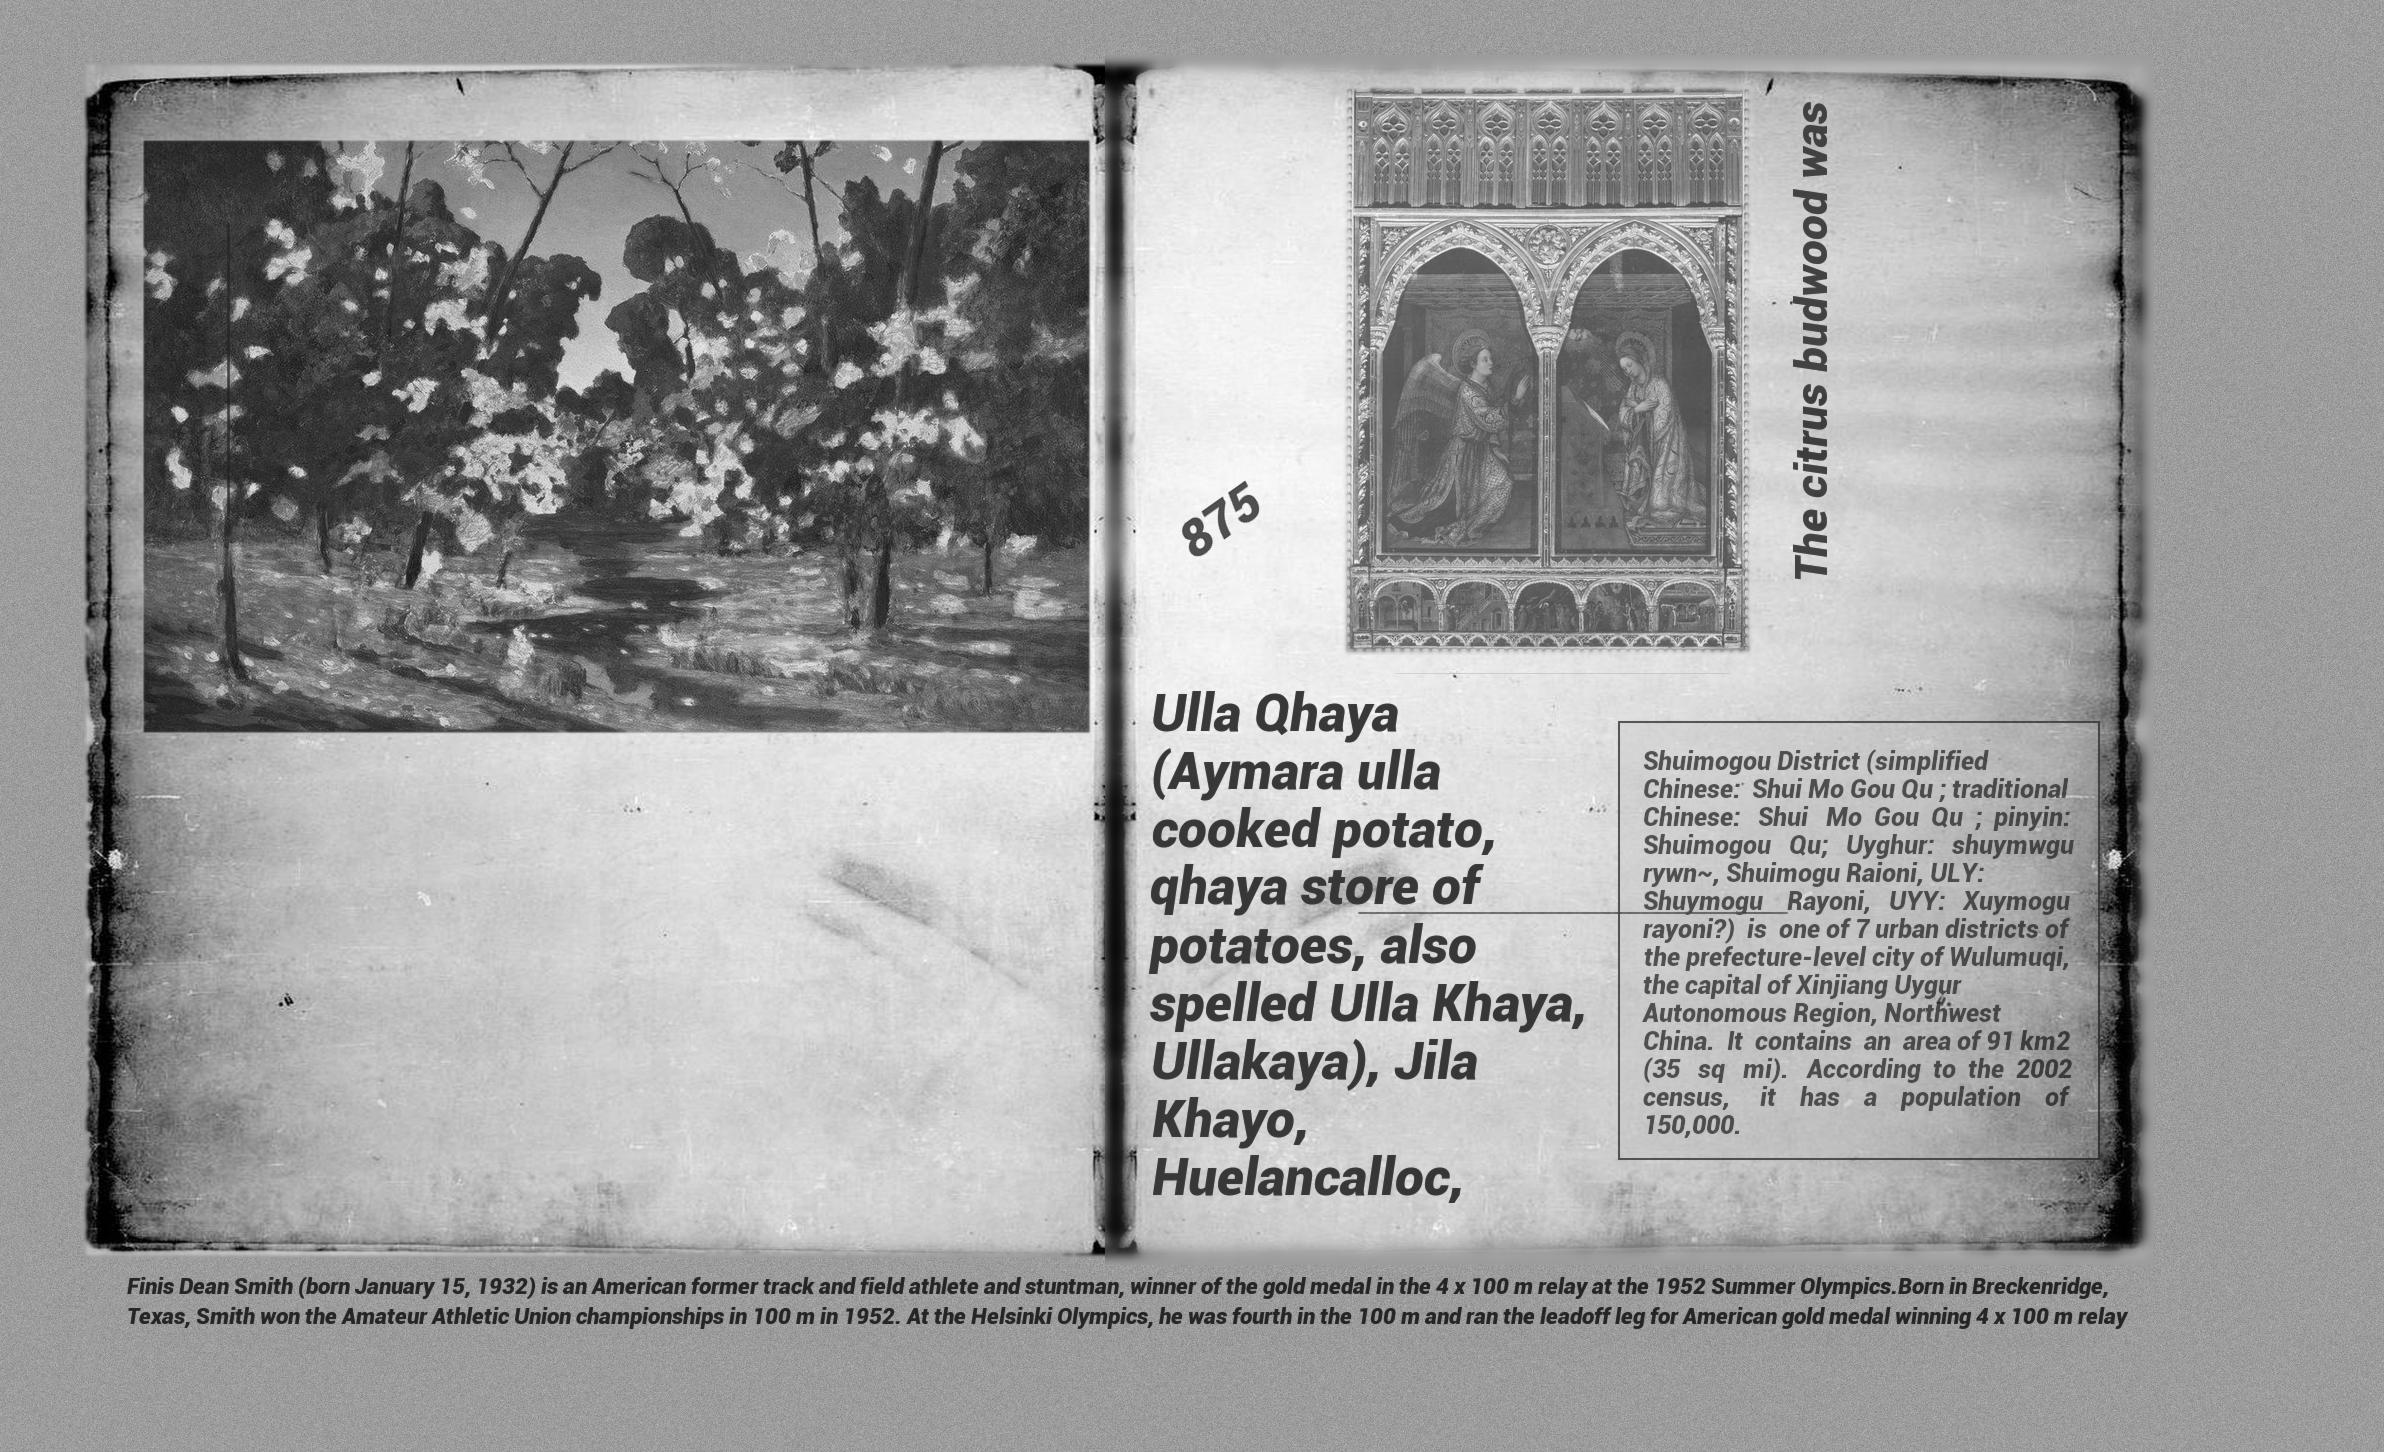 The citrus budwood was
875
Ulla Qhaya
(Aymara ulla
cooked potato,
qhaya store of
potatoes, also
spelled Ulla Khaya,
Ullakaya), Jila
Khayo,
Huelancalloc,
Shuimogou District (simplified
Chinese: Shui Mo Gou Qu ; traditional
Chinese: Shui Mo Gou Qu ; pinyin:
Shuimogou Qu; Uyghur: shuymwgu
rywn~, Shuimogu Raioni, ULY:
Shuymogu Rayoni, UYY: Xuymogu
rayoni?) is one of 7 urban districts of
the prefecture-level city of Wulumuqi,
the capital of Xinjiang Uygur
Autonomous Region, Northwest
China. It contains an area of 91 km2
(35 sq mi). According to the 2002
census, it has a population of
150,000.
Finis Dean Smith (born January 15, 1932) is an American former track and field athlete and stuntman, winner of the gold medal in the 4 x 100 m relay at the 1952 Summer Olympics.Born in Breckenridge,
Texas, Smith won the Amateur Athletic Union championships in 100 m in 1952. At the Helsinki Olympics, he was fourth in the 100 m and ran the leadoff leg for American gold medal winning 4 x 100 m relay